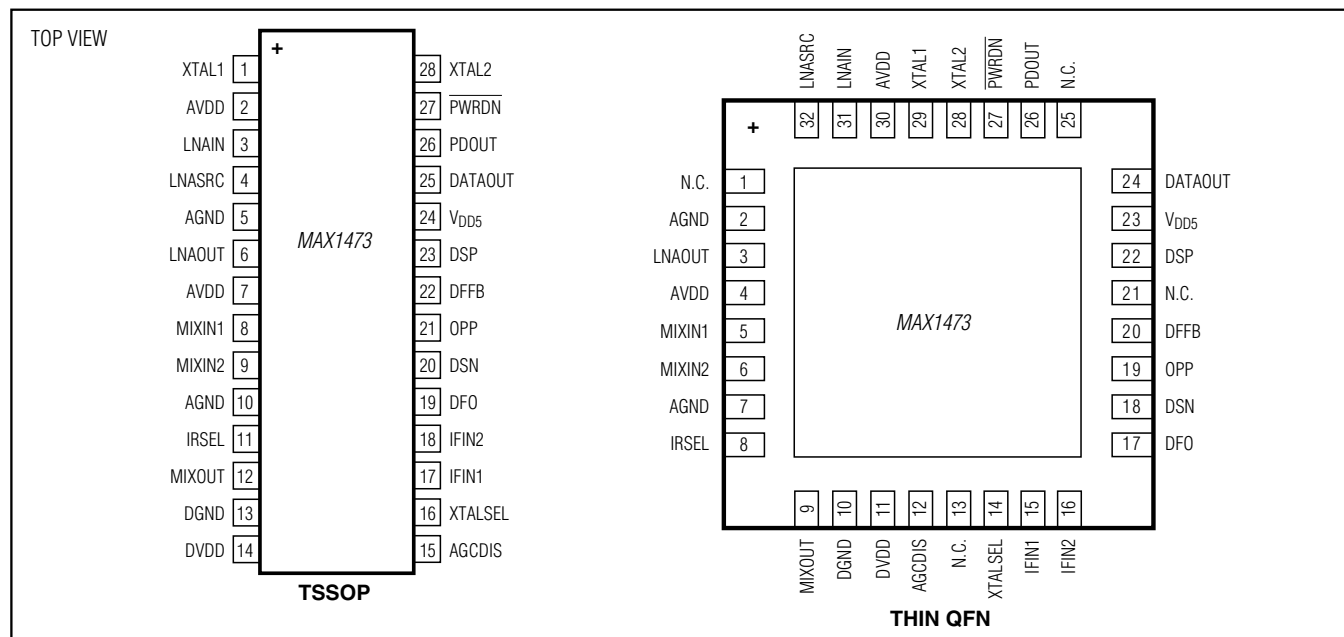 TOP VIEW
+
XTAL1 1
AVDD 2
LNAIN 3
LNASRC 4
AGND 5
LNAOUT 6
AVDD 7
MIXIN1 8
MIXIN2 9
AGND 10
IRSEL 11
MIXOUT 12
DGND 13
DVDD 14
MAX1473
28 XTAL2
27 PWRDN
26 PDOUT
25 DATAOUT
24 VDD5
23 DSP
22 DFFB
21 OPP
20 DSN
19 DFO
18 IFIN2
17 IFIN1
16 XTALSEL
15 AGCDIS
TSSOP
LNASRC LNAIN AVDD XTAL1 XTAL2 PWRDN PDOUT N.C.
+ 32 31 30 29 28 27 26 25
N.C. 1
AGND 2
LNAOUT 3
AVDD 4
MIXIN1 5
MIXIN2 6
AGND 7
IRSEL 8
MAX1473
24 DATAOUT
23 VDD5
22 DSP
21 N.C.
20 DFFB
19 OPP
18 DSN
17 DFO
9 10 11 12 13 14 15 16
MIXOUT DGND DVDD AGCDIS N.C. XTALSEL IFIN1 IFIN2
THIN QFN